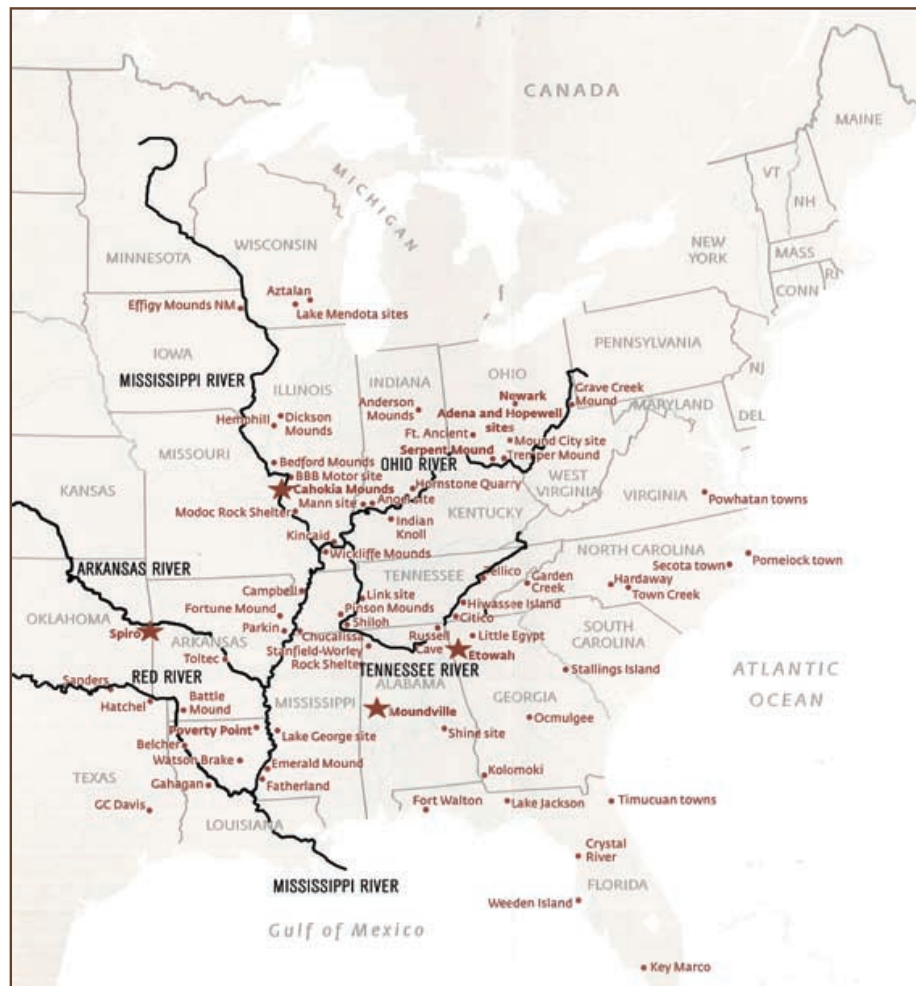 CANADA
MAINE
VT
NH
MICHIGAN
NEW
YORK
MASS
RI
CONN
MINNESOTA
WISCONSIN
Aztalan
Effigy Mounds NM
Lake Mendota sites
IOWA
PENNSYLVANIA
NJ
MISSISSIPPI RIVER
ILLINOIS
INDIANA
OHIO
Newark
Grave Creek
Mound
MARYLAND
DEL
Anderson
Mounds
Adena and Hopewell
sites
Hemphill
Dickson
Mounds
Ft. Ancient
Mound City site
Serpent Mound
Tremper Mound
MISSOURI
Bedford Mounds
OHIO RIVER
BBB Motor site
WEST
VIRGINIA
VIRGINIA
Powhatan towns
KANSAS
Cahokia Mounds
Hornstone Quarry
Mann site
Angel site
Modoc Rock Shelter
KENTUCKY
Indian
Knoll
Kincaid
Wickliffe Mounds
NORTH CAROLINA
Pomeiock town
Secota town
ARKANSAS RIVER
TENNESSEE
Tellico
Garden
Creek
Hardaway
Town Creek
Campbell
Link site
Hiwassee Island
OKLAHOMA
Fortune Mound
Pinson Mounds
Citico
Spiro
Parkin
Shiloh
SOUTH
CAROLINA
ARKANSAS
Chucalissa
Russell
Cave
Little Egypt
Toltec
Stanfield-Worley
Rock Shelter
Etowah
TENNESSEE RIVER
Stallings Island
ATLANTIC
OCEAN
Sanders
RED RIVER
Hatchel
Battle
Mound
MISSISSIPPI
ALABAMA
GEORGIA
Moundville
Ocmulgee
Poverty Point
Lake George site
Shine site
Belcher
Watson Brake
Emerald Mound
Kolomoki
TEXAS
Gahagan
Fatherland
GC Davis
Fort Walton
Lake Jackson
Timucuan towns
LOUISIANA
Crystal
River
MISSISSIPPI RIVER
FLORIDA
Weeden Island
Gulf of Mexico
Key Marco